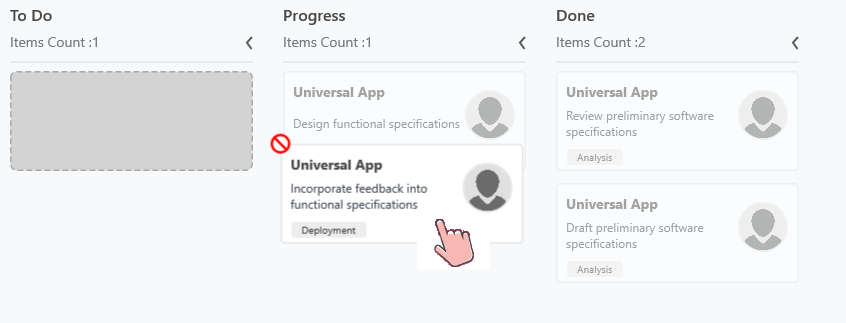 To Do
Items Count :1
Progress
Items Count :1
Universal App
Design functional specifications
Universal App
Incorporate feedback into
functional specifications
Deployment
Done
Items Count :2
Universal App
Review preliminary software
specifications
Analysis
Universal App
Draft preliminary software
specifications
Analysis